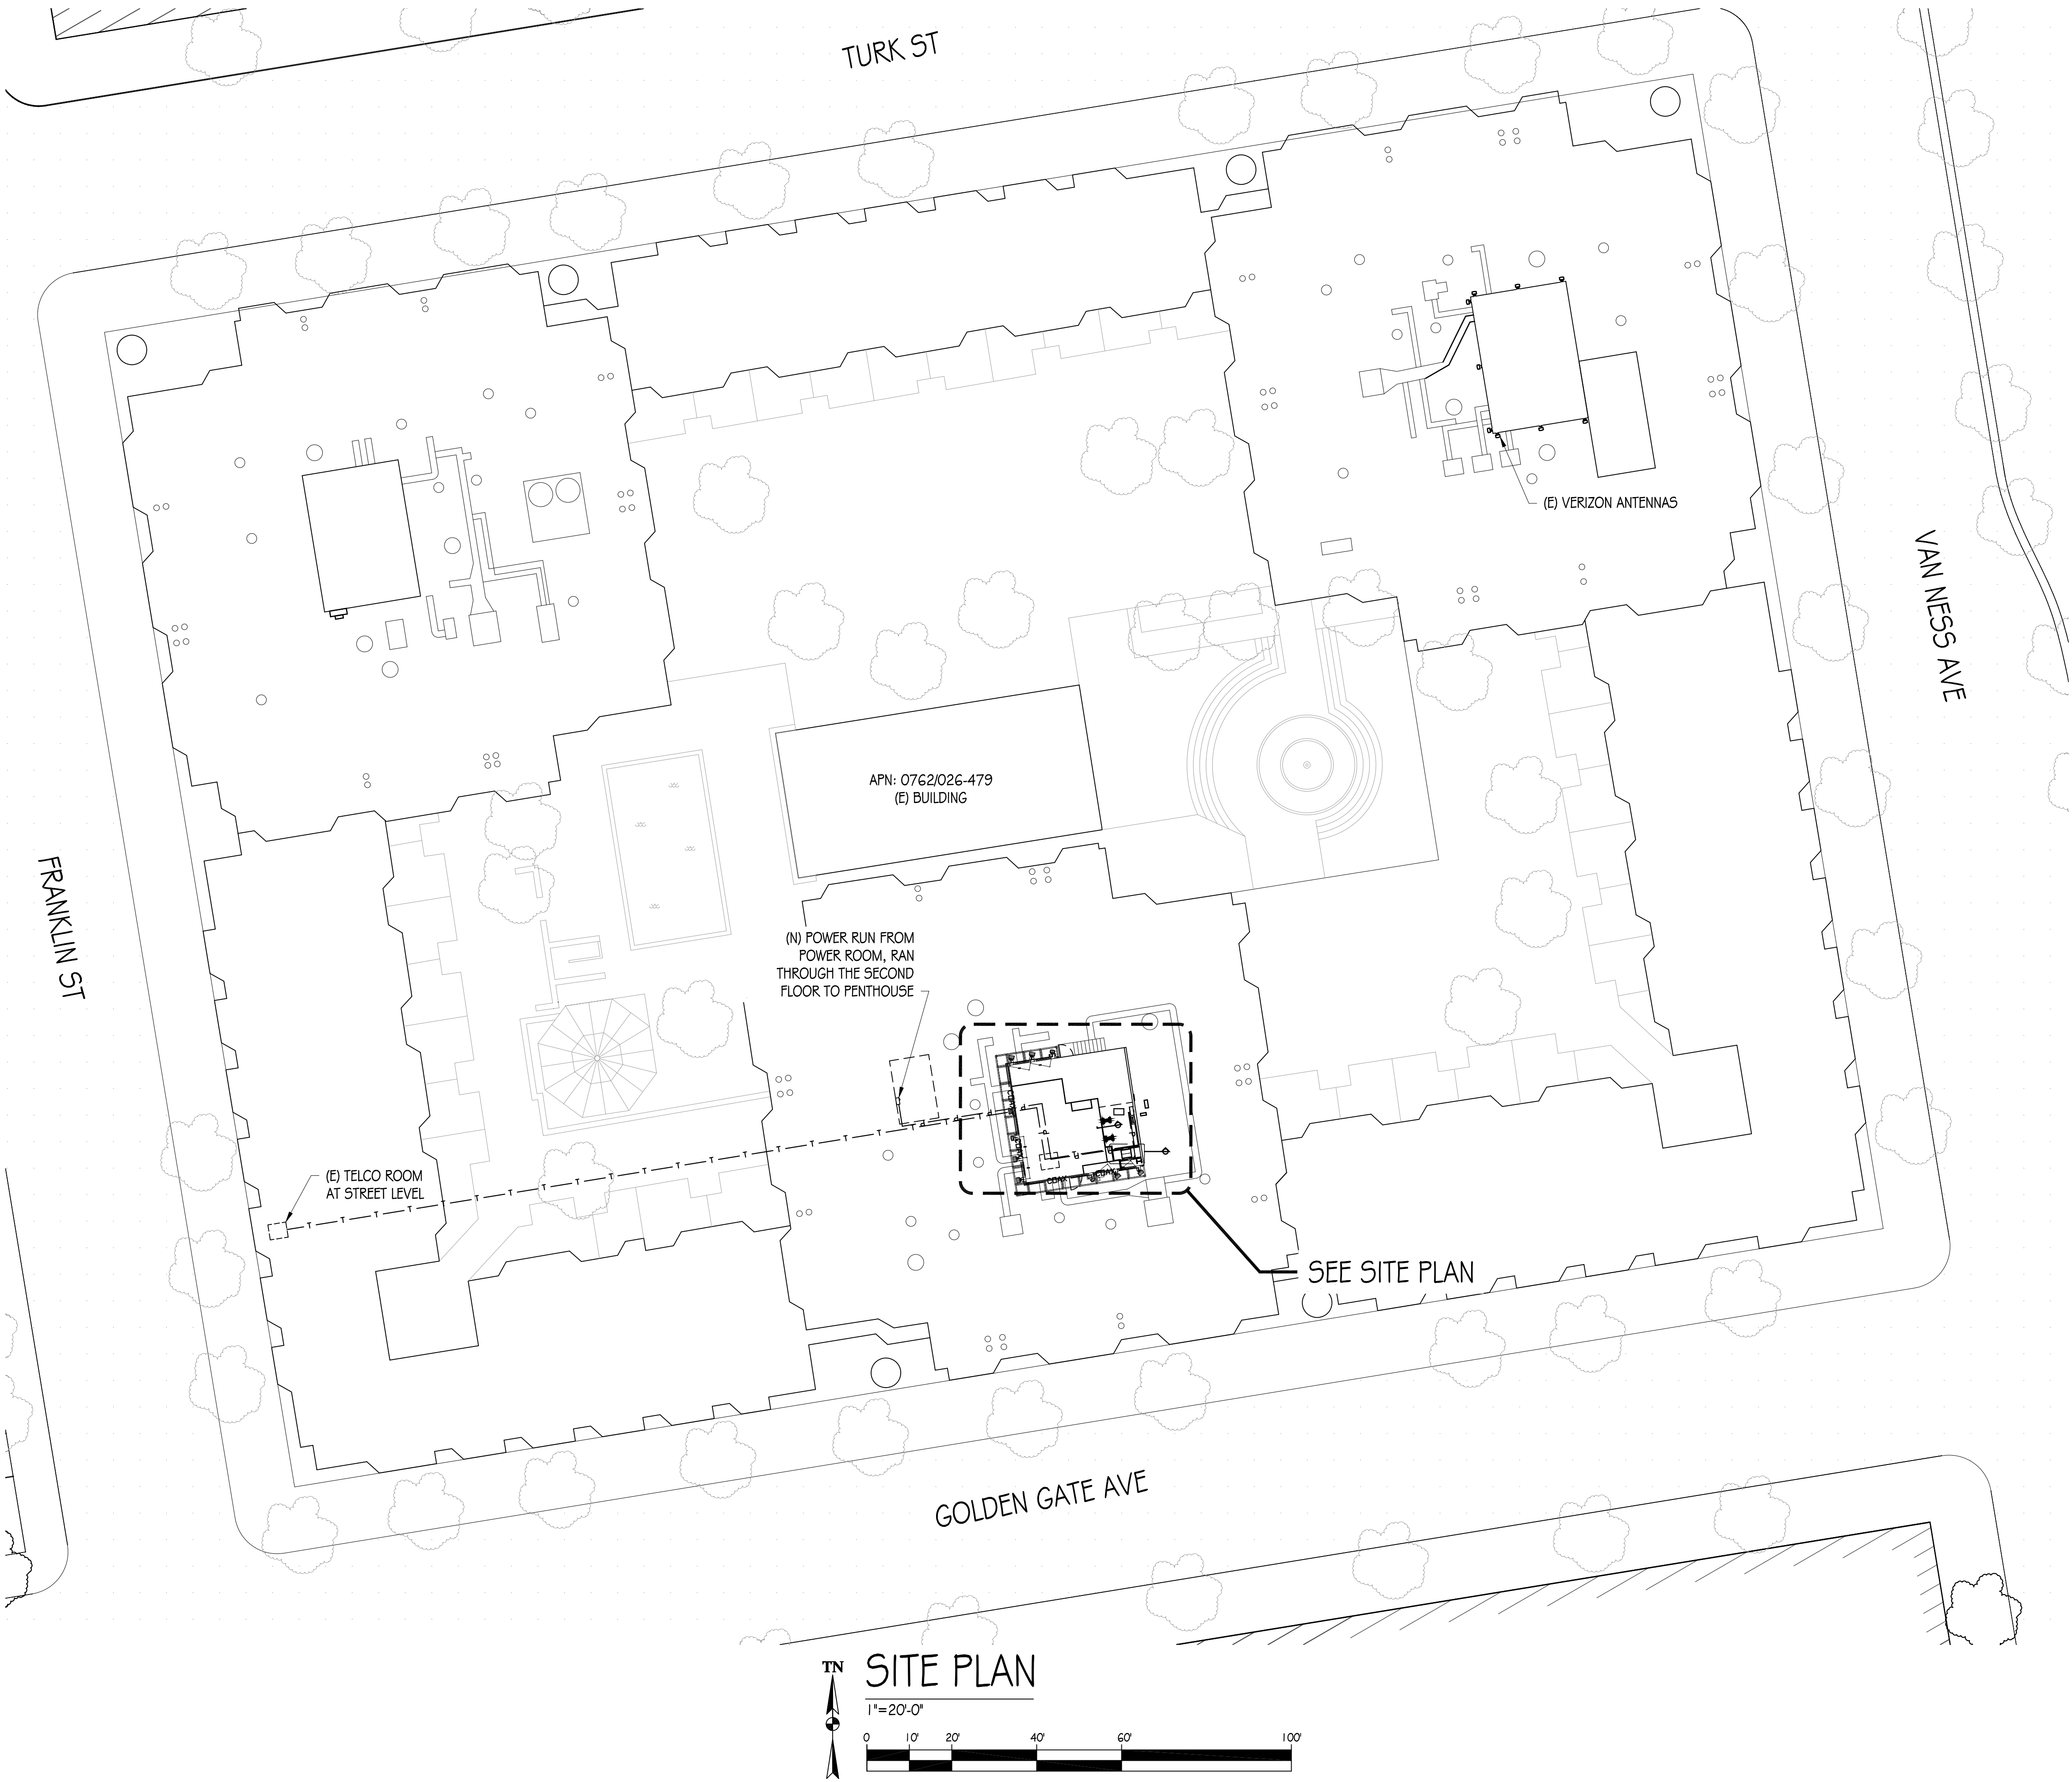 TURK ST
(E) VERIZON ANTENNAS
VAN NESS AVE
APN: 0762/026-479
(E) BUILDING
FRANKLIN ST
(N) POWER RUN FROM
POWER ROOM, RAN
THROUGH THE SECOND
FLOOR TO PENTHOUSE
(E) TELCO ROOM
AT STREET LEVEL
COAX
COAX
SEE SITE PLAN
GOLDEN GATE AVE
TN
SITE PLAN
1"=20'-0"
0 10' 20' 40' 60' 100'